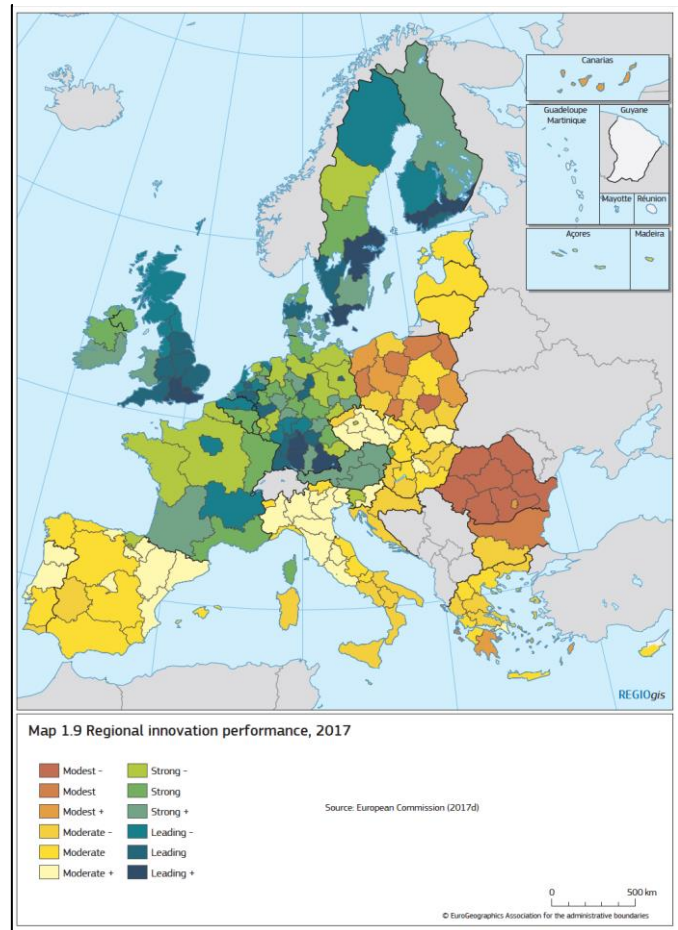 Canarias
Guadeloupe
Martinique
Guyane
Mayotte
Réunion
Açores
Madeira
REGIOgis
Map 1.9 Regional innovation performance, 2017
Modest -
Modest
Modest +
Moderate -
Moderate
Moderate +
Strong -
Strong
Strong +
Leading -
Leading
Leading +
Source: European Commission (2017d)
0 500 km
© EuroGeographics Association for the administrative boundaries